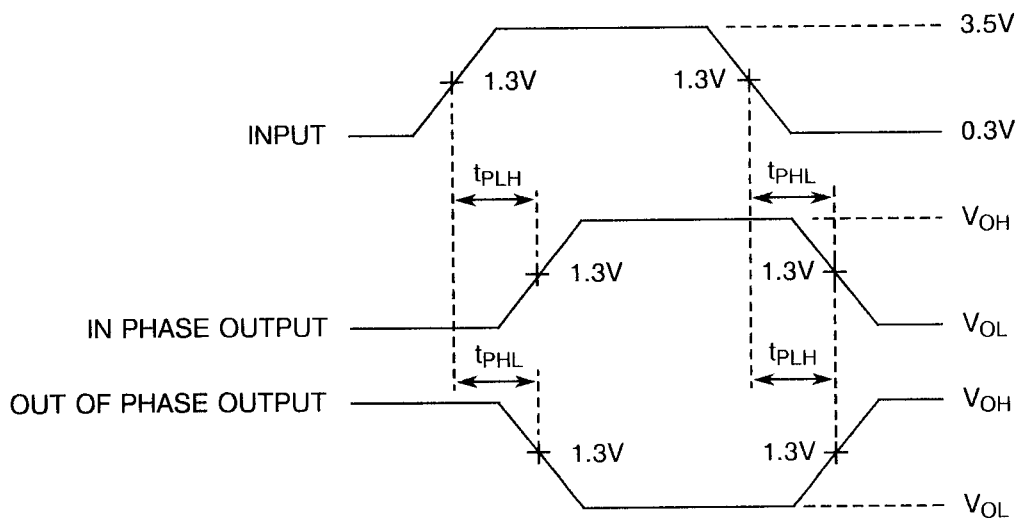 3.5V
1.3V 1.3V
INPUT 0.3V
tPLH tPHL
VOH
1.3V 1.3V
IN PHASE OUTPUT VOL
tPHL tPLH
OUT OF PHASE OUTPUT VOH
1.3V 1.3V
VOL